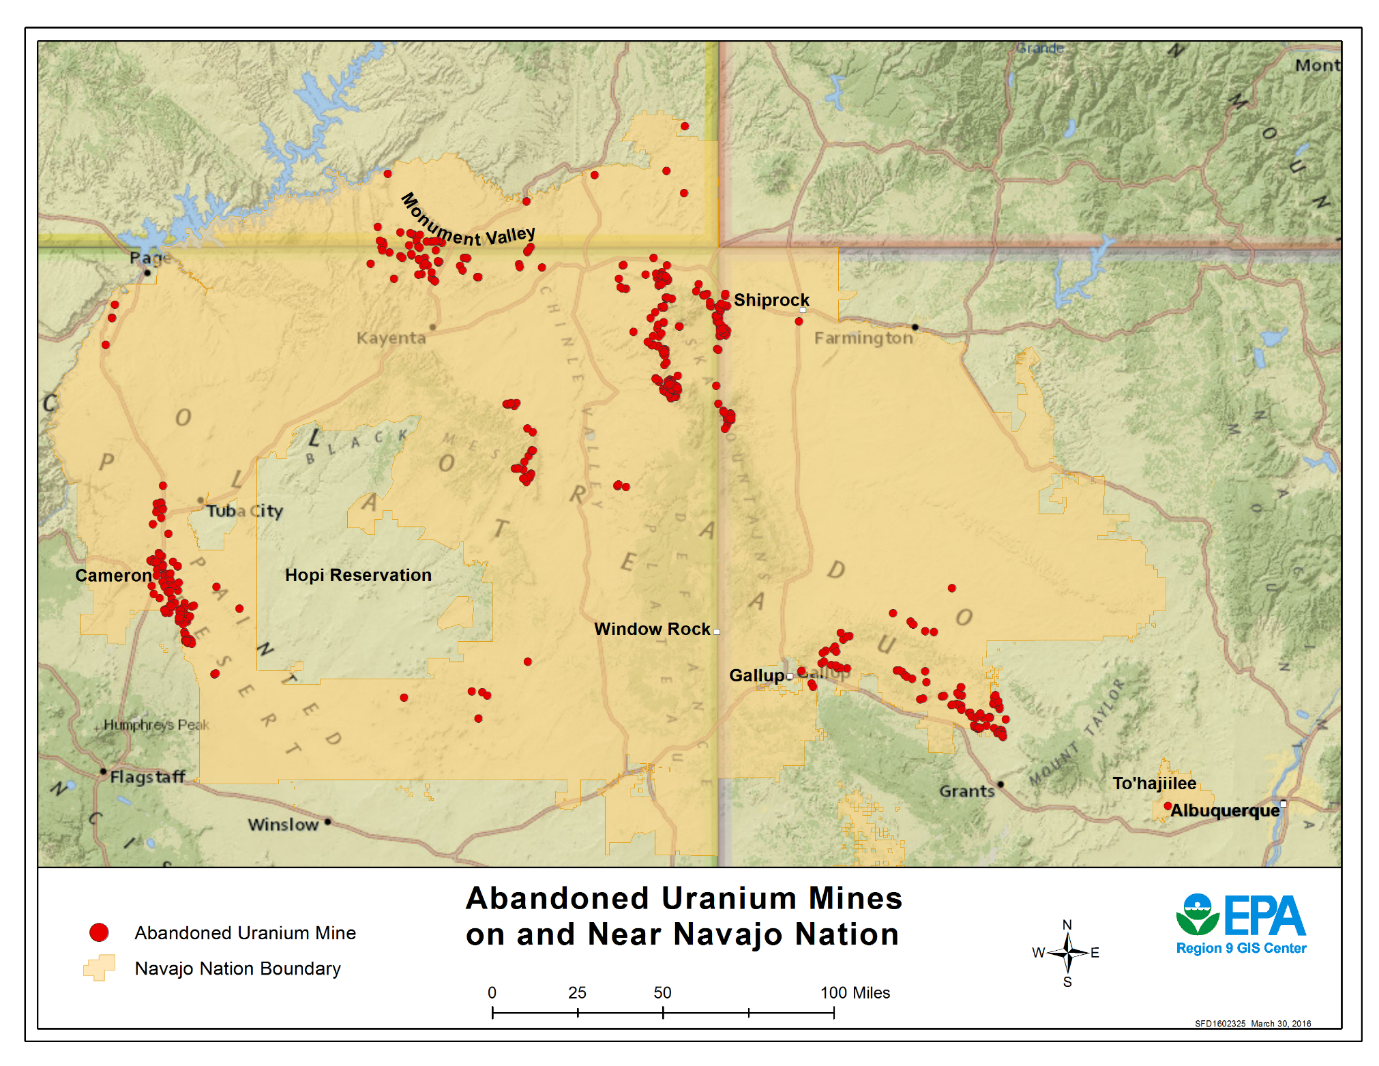 Grande
N
Mont
M
O
U
N
Monument Valley
Page
Shiprock
Kayenta
Farmington
CHINLE VALLEY
C
O
L
O
R
A
D
O
P
L
A
T
E
A
U
BLACK MESA
Tuba City
Cameron
Hopi Reservation
PAINTED DESERT
DEFIANCE PLATEAU
Window Rock
Gallup
Gallup
Humphreys Peak
MOUNT TAYLOR
Flagstaff
Grants
To'hajiilee
Albuquerque
Winslow
Abandoned Uranium Mines
on and Near Navajo Nation
Abandoned Uranium Mine
Navajo Nation Boundary
0 25 50 100 Miles
N
W E
S
EPA
Region 9 GIS Center
SFD1602325 March 30, 2016